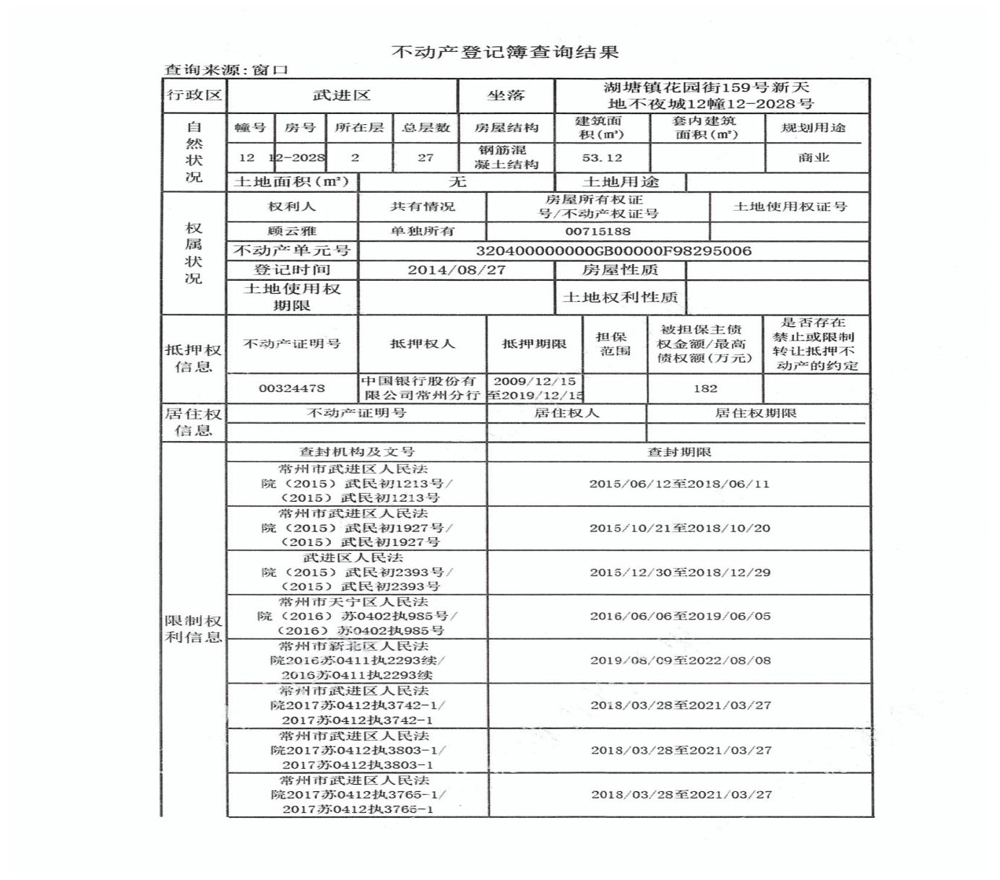 不动产登记簿查询结果
查询来源:窗口
行政区 武进区 坐落 湖塘镇花园街159号新天
地不夜城12幢12-2028号
自然状况
幢号 房号 所在层 总层数 房屋结构 建筑面
积(㎡) 套内建筑
面积(㎡) 规划用途
12 12-2028 2 27 钢筋混
凝土结构 53.12 商业
土地面积(㎡) 无 土地用途
权属状况
权利人 共有情况 房屋所有权证
号/不动产权证号 土地使用权证号
顾云雅 单独所有 00715188
不动产单元号 320400000000GB00000F98295006
登记时间 2014/08/27 房屋性质
土地使用权
期限 土地权利性质
抵押权
信息
不动产证明号 抵押权人 抵押期限 担保
范围 被担保主债
权金额/最高
债权额(万元) 是否存在
禁止或限制
转让抵押不
动产的约定
00324478 中国银行股份有
限公司常州分行 2009/12/15
至2019/12/15 182
居住权
信息
不动产证明号 居住权人 居住权期限
限制权
利信息
查封机构及文号 查封期限
常州市武进区人民法
院（2015）武民初1213号/
（2015）武民初1213号 2015/06/12至2018/06/11
常州市武进区人民法
院（2015）武民初1927号/
（2015）武民初1927号 2015/10/21至2018/10/20
武进区人民法
院（2015）武民初2393号/
（2015）武民初2393号 2015/12/30至2018/12/29
常州市天宁区人民法
院（2016）苏0402执985号/
（2016）苏0402执985号 2016/06/06至2019/06/05
常州市新北区人民法
院2016苏0411执2293续/
2016苏0411执2293续 2019/08/09至2022/08/08
常州市武进区人民法
院2017苏0412执3742-1/
2017苏0412执3742-1 2018/03/28至2021/03/27
常州市武进区人民法
院2017苏0412执3803-1/
2017苏0412执3803-1 2018/03/28至2021/03/27
常州市武进区人民法
院2017苏0412执3765-1/
2017苏0412执3765-1 2018/03/28至2021/03/27